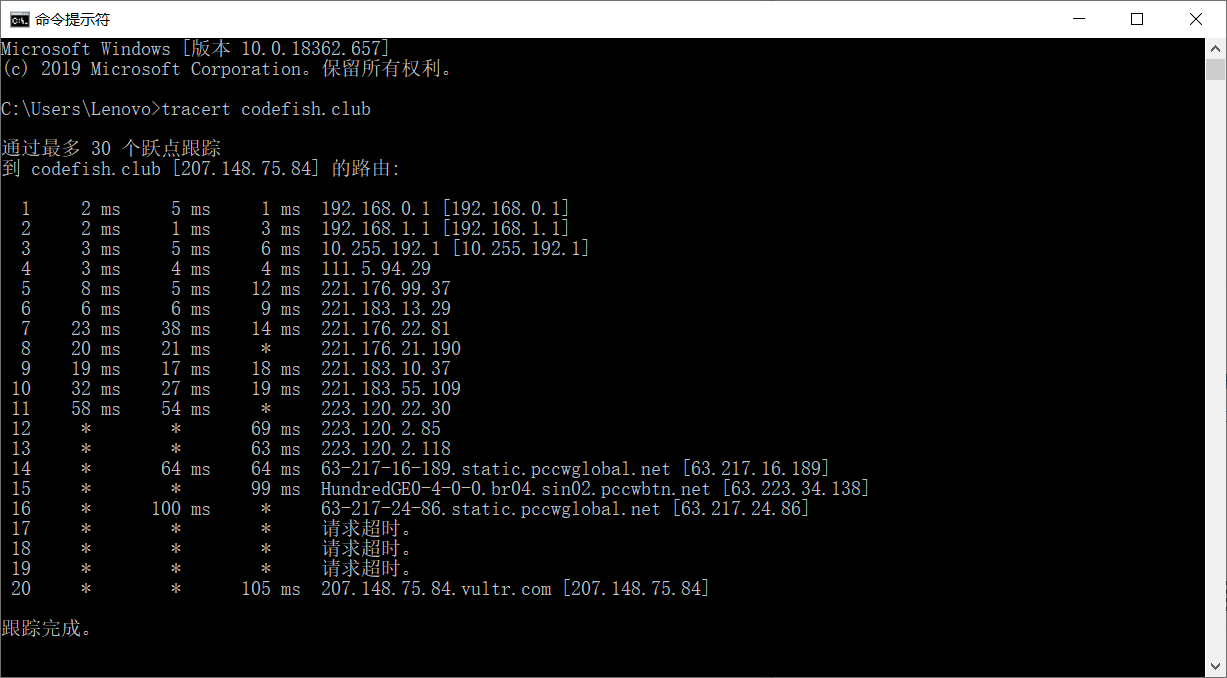 命令提示符
Microsoft Windows [版本 10.0.18362.657]
(c) 2019 Microsoft Corporation。保留所有权利。
C:\Users\Lenovo>tracert codefish.club
通过最多 30 个跃点跟踪
到 codefish.club [207.148.75.84] 的路由:
1 2 ms 5 ms 1 ms 192.168.0.1 [192.168.0.1]
2 2 ms 1 ms 3 ms 192.168.1.1 [192.168.1.1]
3 3 ms 5 ms 6 ms 10.255.192.1 [10.255.192.1]
4 3 ms 4 ms 4 ms 111.5.94.29
5 8 ms 5 ms 12 ms 221.176.99.37
6 6 ms 6 ms 9 ms 221.183.13.29
7 23 ms 38 ms 14 ms 221.176.22.81
8 20 ms 21 ms * 221.176.21.190
9 19 ms 17 ms 18 ms 221.183.10.37
10 32 ms 27 ms 19 ms 221.183.55.109
11 58 ms 54 ms * 223.120.22.30
12 * * 69 ms 223.120.2.85
13 * * 63 ms 223.120.2.118
14 * 64 ms 64 ms 63-217-16-189.static.pccwglobal.net [63.217.16.189]
15 * * 99 ms HundredGE0-4-0-0.br04.sin02.pccwbtn.net [63.223.34.138]
16 * 100 ms * 63-217-24-86.static.pccwglobal.net [63.217.24.86]
17 * * * 请求超时。
18 * * * 请求超时。
19 * * * 请求超时。
20 * * 105 ms 207.148.75.84.vultr.com [207.148.75.84]
跟踪完成。